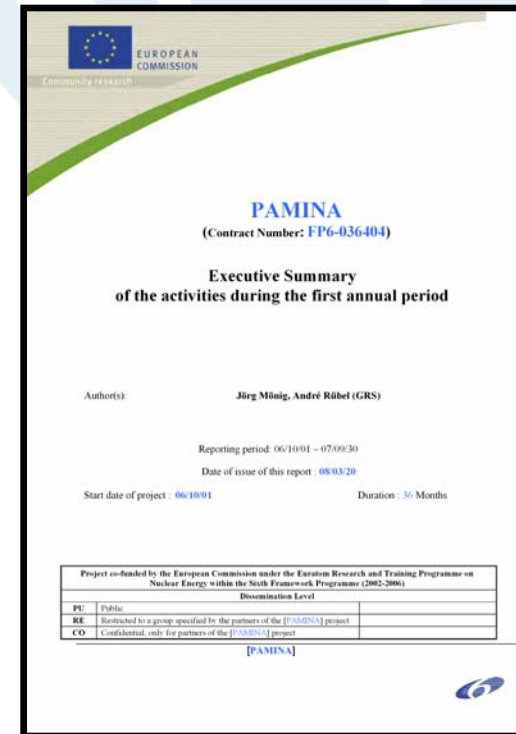 EUROPEAN
COMMISSION
Community research
PAMINA
(Contract Number: FP6-036404)
Executive Summary
of the activities during the first annual period
Author(s): Jörg Mönig, André Rübel (GRS)
Reporting period: 06/10/01 – 07/09/30
Date of issue of this report : 08/03/20
Start date of project : 06/10/01 Duration : 36 Months
Project co-funded by the European Commission under the Euratom Research and Training Programme on
Nuclear Energy within the Sixth Framework Programme (2002-2006)
Dissemination Level
PU Public
RE Restricted to a group specified by the partners of the [PAMINA] project
CO Confidential, only for partners of the [PAMINA] project
[PAMINA]
6